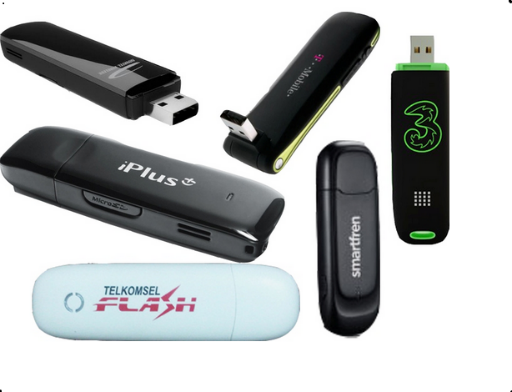 T··Mobile·
iPlus
MicroSD
3
smartfren
TELKOMSEL
FLASH